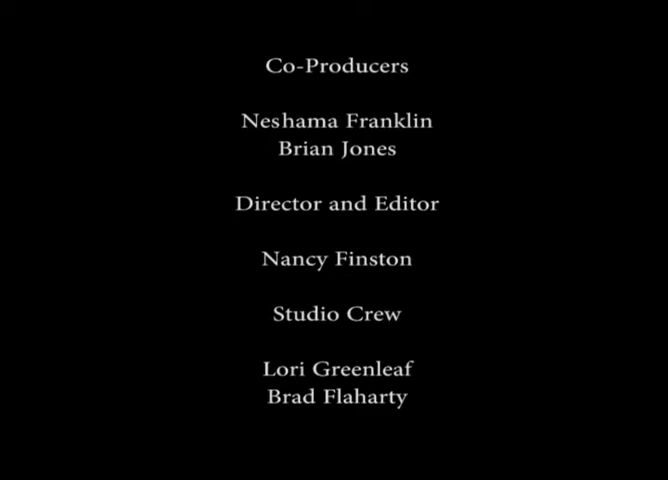 Co-Producers
Neshama Franklin
Brian Jones
Director and Editor
Nancy Finston
Studio Crew
Lori Greenleaf
Brad Flaharty